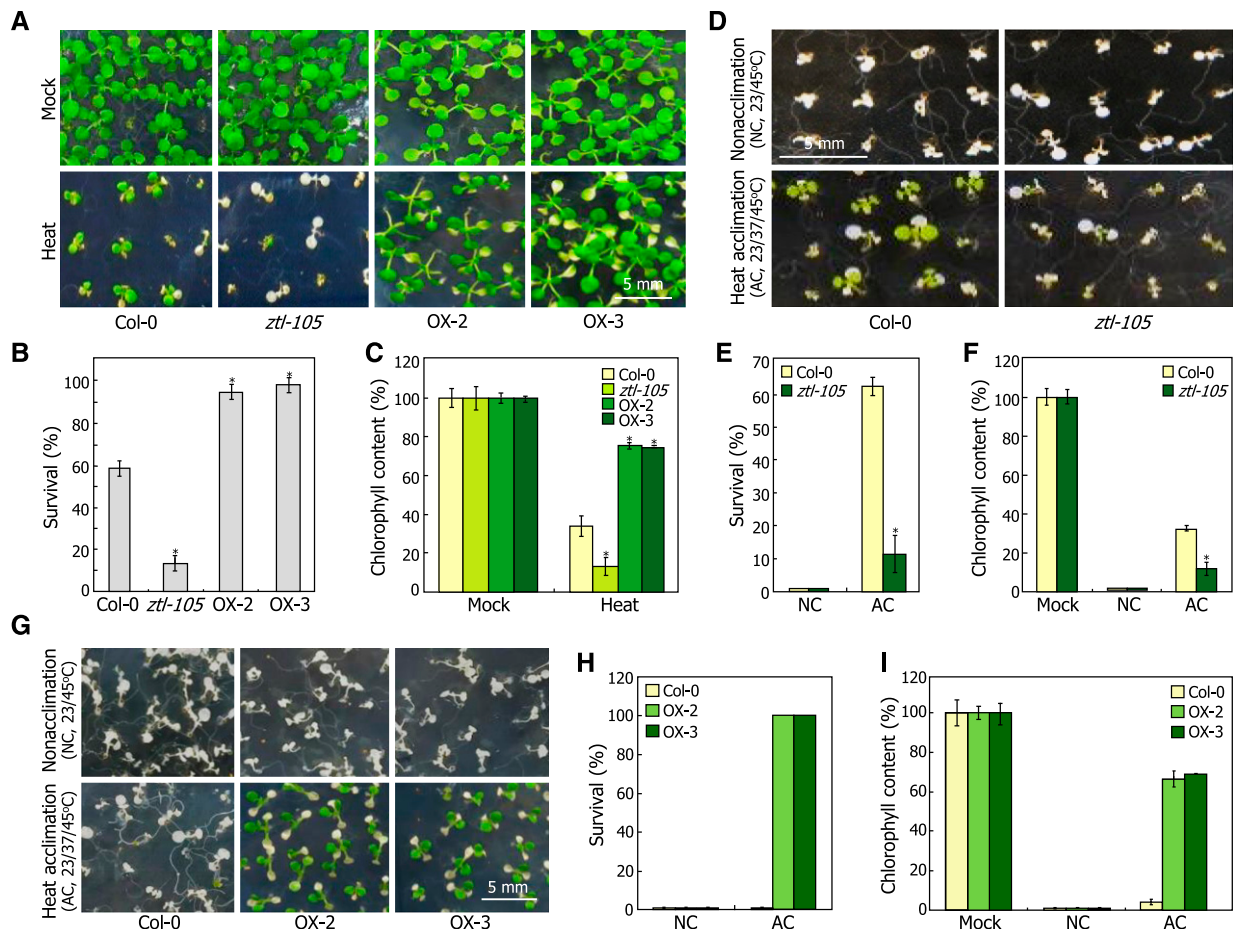 A
Mock
Heat
5 mm
Col-0
ztl-105
OX-2
OX-3
D
Nonacclimation
(NC, 23/45ºC)
5 mm
Heat acclimation
(AC, 23/37/45ºC)
Col-0
ztl-105
B
Survival (%)
100
80
60
40
20
0
Col-0
ztl-105
OX-2
OX-3
*
*
*
C
Chlorophyll content (%)
120
100
80
60
40
20
0
Col-0
ztl-105
OX-2
OX-3
*
*
*
Mock
Heat
E
Survival (%)
70
60
50
40
30
20
10
0
Col-0
ztl-105
*
NC
AC
F
Chlorophyll content (%)
120
100
80
60
40
20
0
Col-0
ztl-105
*
Mock
NC
AC
G
Nonacclimation
(NC, 23/45ºC)
Heat acclimation
(AC, 23/37/45ºC)
5 mm
Col-0
OX-2
OX-3
H
Survival (%)
120
100
80
60
40
20
0
Col-0
OX-2
OX-3
NC
AC
I
Chlorophyll content (%)
120
100
80
60
40
20
0
Col-0
OX-2
OX-3
Mock
NC
AC